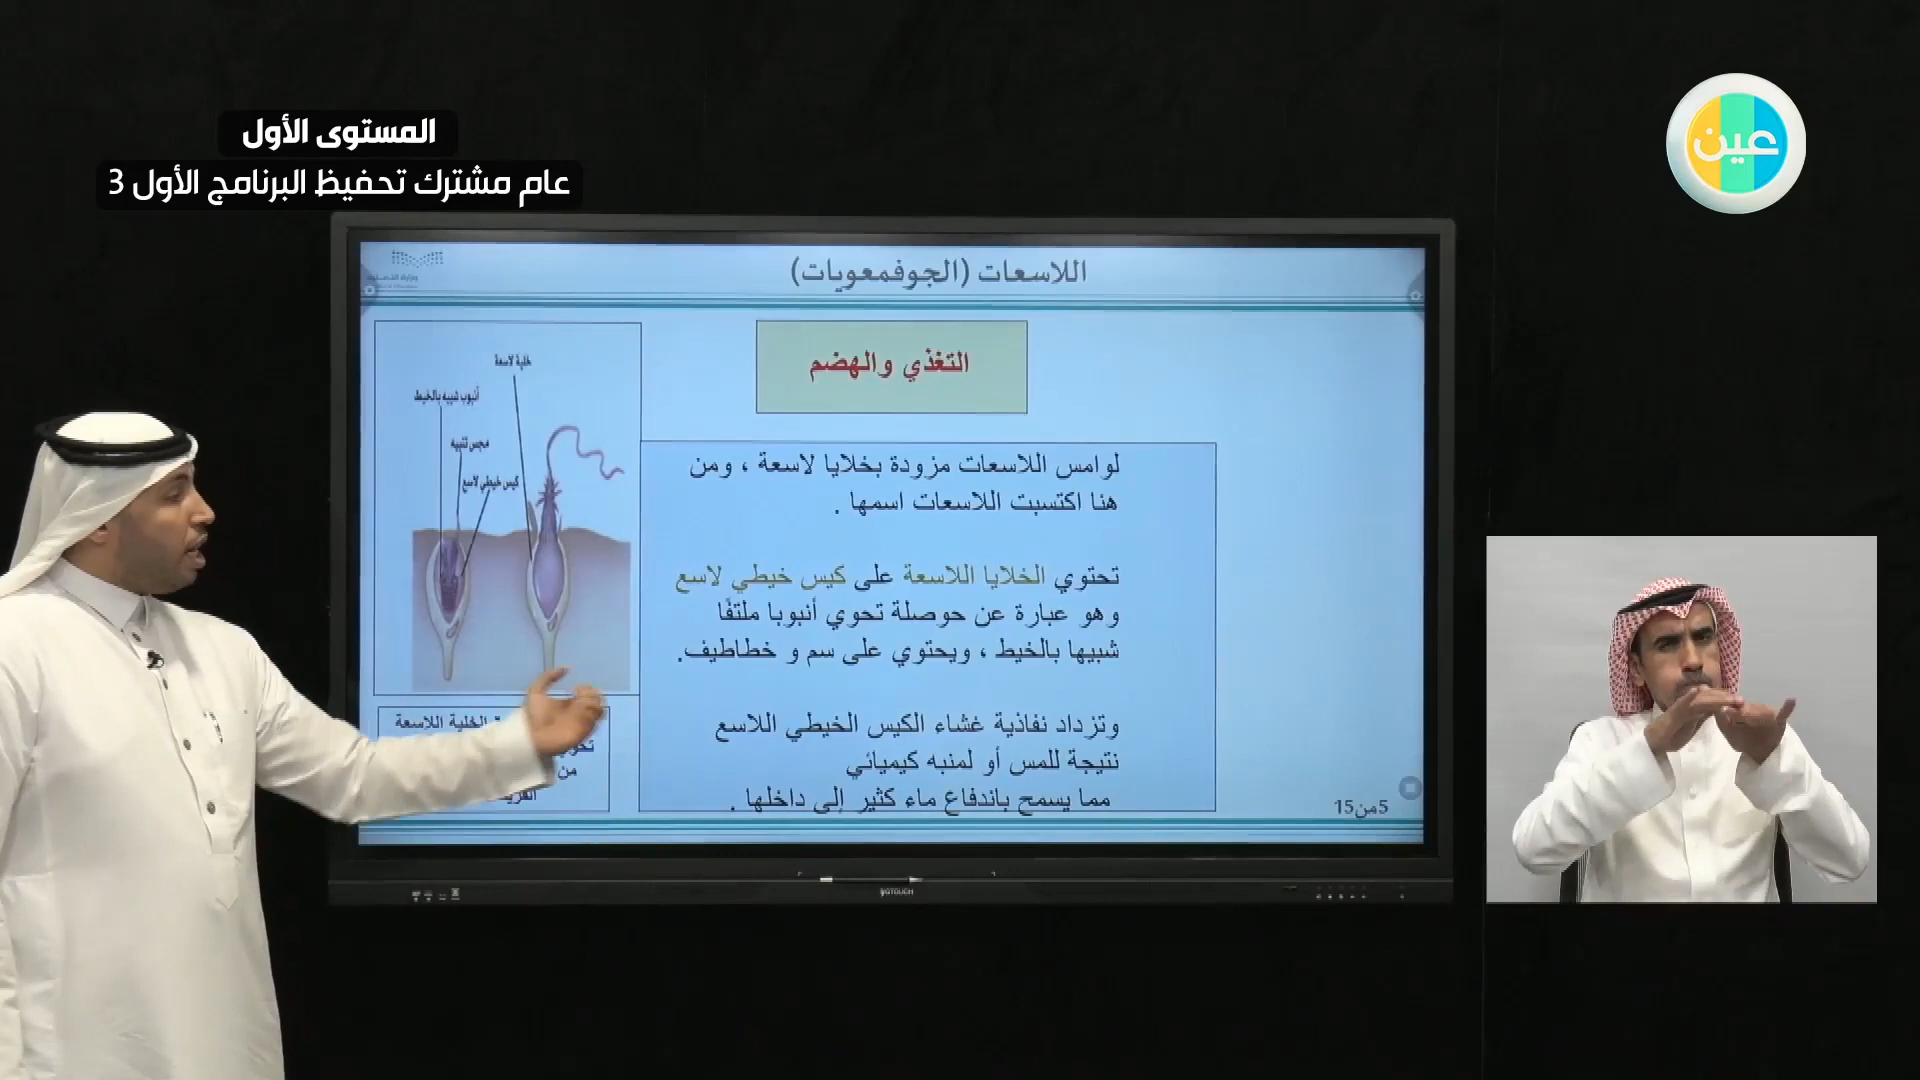 المستوى الأول
عام مشترك تحفيظ البرنامج الأول 3
عين
اللاسعات (الجوفمعويات)
التغذي والهضم
خلية لاسعة
أنبوب شبيه بالخيط
مجس تنبيه
كيس خيطي لاسع
لوامس اللاسعات مزودة بخلايا لاسعة ، ومن
هنا اكتسبت اللاسعات اسمها .
تحتوي الخلايا اللاسعة على كيس خيطي لاسع
وهو عبارة عن حوصلة تحوي أنبوبا ملتفًا
شبيها بالخيط ، ويحتوي على سم و خطاطيف.
وتزداد نفاذية غشاء الكيس الخيطي اللاسع
نتيجة للمس أو لمنبه كيميائي
مما يسمح باندفاع ماء كثير إلى داخلها .
الخلية اللاسعة
من
5من15